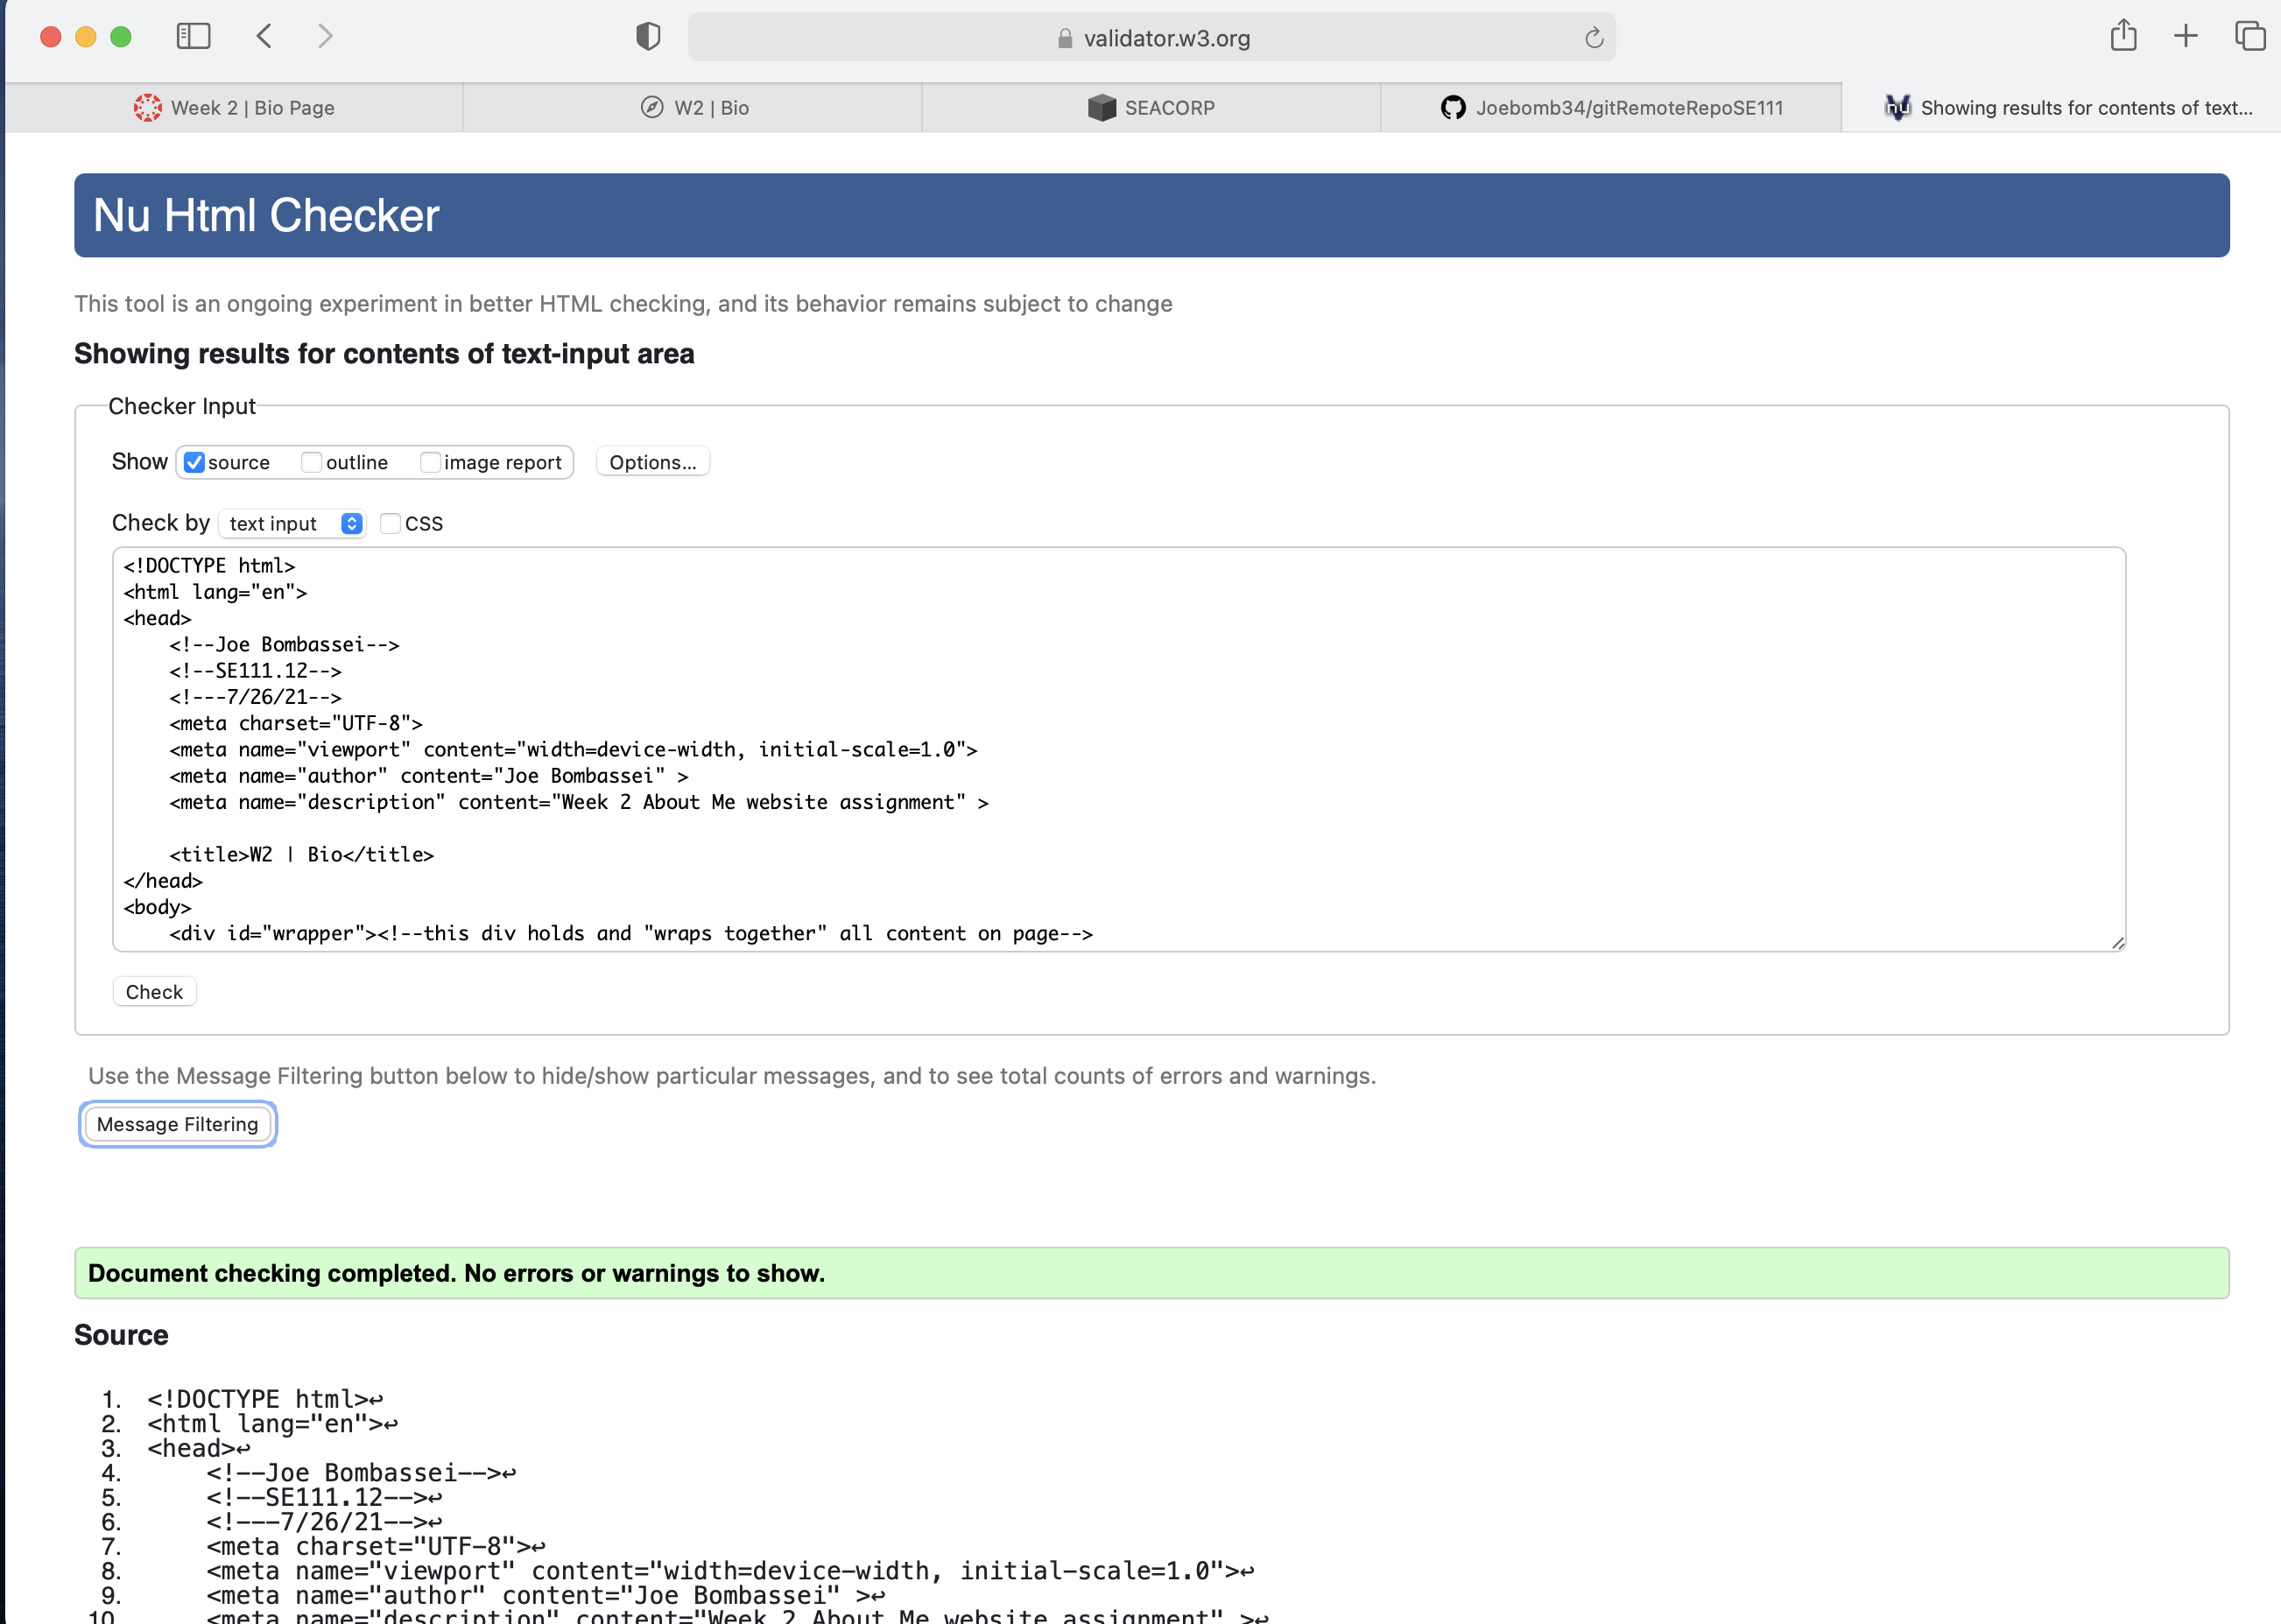 validator.w3.org
Week 2 | Bio Page
W2 | Bio
SEACORP
Joebomb34/gitRemoteRepoSE111
nu Showing results for contents of text...
Nu Html Checker
This tool is an ongoing experiment in better HTML checking, and its behavior remains subject to change
Showing results for contents of text-input area
Checker Input
Show source outline image report Options...
Check by text input CSS
<!DOCTYPE html>
<html lang="en">
<head>
    <!--Joe Bombassei-->
    <!--SE111.12-->
    <!---7/26/21-->
    <meta charset="UTF-8">
    <meta name="viewport" content="width=device-width, initial-scale=1.0">
    <meta name="author" content="Joe Bombassei" >
    <meta name="description" content="Week 2 About Me website assignment" >
    <title>W2 | Bio</title>
</head>
<body>
    <div id="wrapper"><!--this div holds and "wraps together" all content on page-->
Check
Use the Message Filtering button below to hide/show particular messages, and to see total counts of errors and warnings.
Message Filtering
Document checking completed. No errors or warnings to show.
Source
1. <!DOCTYPE html>↩
2. <html lang="en">↩
3. <head>↩
4.     <!--Joe Bombassei-->↩
5.     <!--SE111.12-->↩
6.     <!---7/26/21-->↩
7.     <meta charset="UTF-8">↩
8.     <meta name="viewport" content="width=device-width, initial-scale=1.0">↩
9.     <meta name="author" content="Joe Bombassei" >↩
10.     <meta name="description" content="Week 2 About Me website assignment" >↩